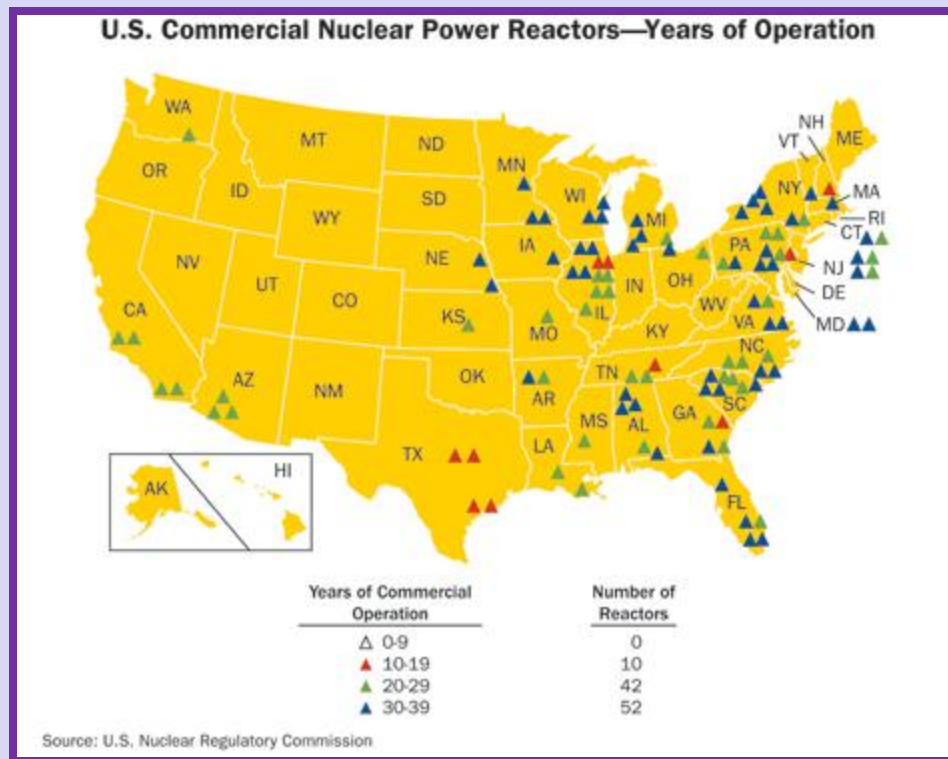 U.S. Commercial Nuclear Power Reactors—Years of Operation
WA
MT
ND
MN
OR
ID
SD
WI
WY
MI
NH
VT
ME
NY
MA
RI
CT
NV
UT
CO
NE
IA
PA
NJ
DE
MD
CA
KS
MO
IL
IN
OH
WV
VA
KY
AZ
NM
OK
AR
TN
NC
SC
MS
AL
GA
TX
LA
FL
AK
HI
Years of Commercial Operation
Number of Reactors
0-9 0
10-19 10
20-29 42
30-39 52
Source: U.S. Nuclear Regulatory Commission